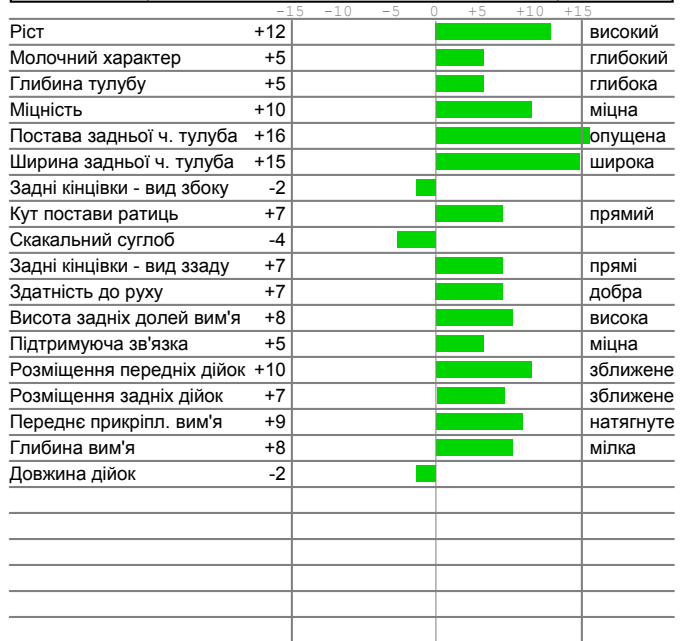 -15 -10 -5 0 +5 +10 +15
Ріст +12 високий
Молочний характер +5 глибокий
Глибина тулубу +5 глибока
Міцність +10 міцна
Постава задньої ч. тулуба +16 опущена
Ширина задньої ч. тулуба +15 широка
Задні кінцівки - вид збоку -2
Кут постави ратиць +7 прямий
Скакальний суглоб -4
Задні кінцівки - вид ззаду +7 прямі
Здатність до руху +7 добра
Висота задніх долей вим'я +8 висока
Підтримуюча зв'язка +5 міцна
Розміщення передніх дійок +10 зближене
Розміщення задніх дійок +7 зближене
Переднє прикріпл. вим'я +9 натягнуте
Глибина вим'я +8 мілка
Довжина дійок -2